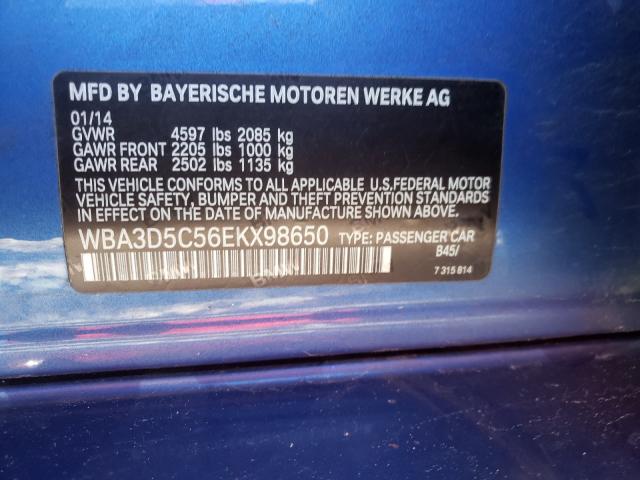 MFD BY BAYERISCHE MOTOREN WERKE AG
01/14
GVWR 4597 lbs 2085 kg
GAWR FRONT 2205 lbs 1000 kg
GAWR REAR 2502 lbs 1135 kg
THIS VEHICLE CONFORMS TO ALL APPLICABLE U.S.FEDERAL MOTOR
VEHICLE SAFETY, BUMPER, AND THEFT PREVENTION STANDARDS
IN EFFECT ON THE DATE OF MANUFACTURE SHOWN ABOVE.
WBA3D5C56EKX98650 TYPE: PASSENGER CAR
B45/
7 315 814